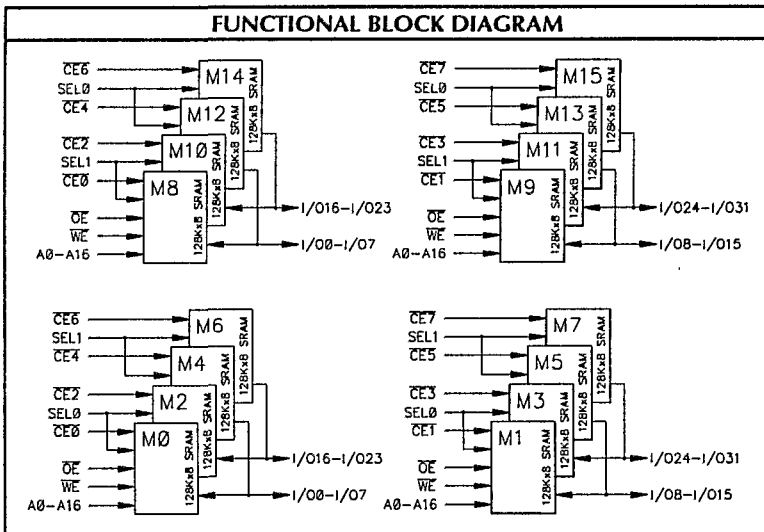 FUNCTIONAL BLOCK DIAGRAM
CE6
SEL0
CE4
CE2
SEL1
CE0
OE
WE
A0-A16
M14
M12
M10
M8
128Kx8 SRAM
128Kx8 SRAM
128Kx8 SRAM
128Kx8 SRAM
I/O16-I/O23
I/O0-I/O7
CE7
SEL0
CE5
CE3
SEL1
CE1
OE
WE
A0-A16
M15
M13
M11
M9
128Kx8 SRAM
128Kx8 SRAM
128Kx8 SRAM
128Kx8 SRAM
I/O24-I/O31
I/O8-I/O15
CE6
SEL1
CE4
CE2
SEL0
CE0
OE
WE
A0-A16
M6
M4
M2
M0
128Kx8 SRAM
128Kx8 SRAM
128Kx8 SRAM
128Kx8 SRAM
I/O16-I/O23
I/O0-I/O7
CE7
SEL1
CE5
CE3
SEL0
CE1
OE
WE
A0-A16
M7
M5
M3
M1
128Kx8 SRAM
128Kx8 SRAM
128Kx8 SRAM
128Kx8 SRAM
I/O24-I/O31
I/O8-I/O15